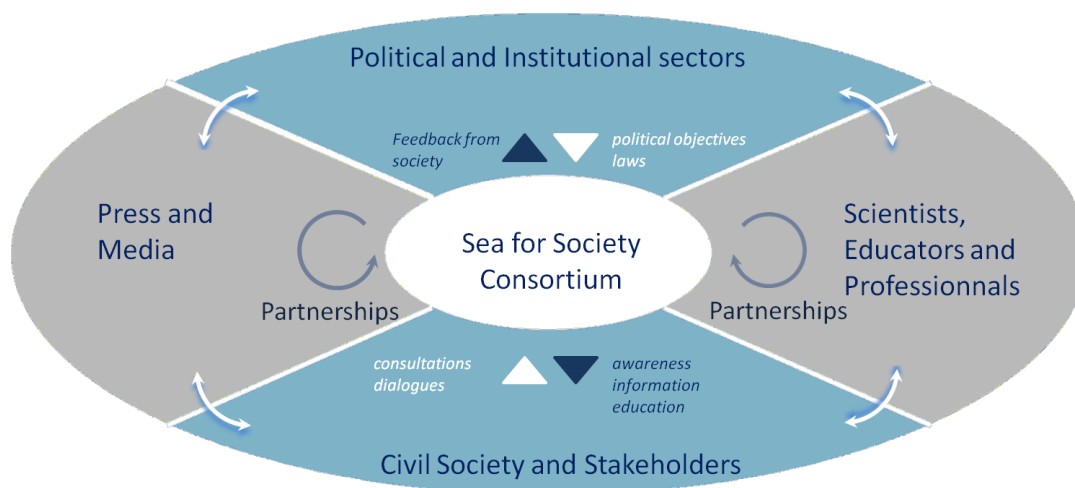 Political and Institutional sectors
Feedback from
society
political objectives
laws
Press and
Media
Partnerships
Sea for Society
Consortium
Scientists,
Educators and
Professionnals
Partnerships
consultations
dialogues
awareness
information
education
Civil Society and Stakeholders